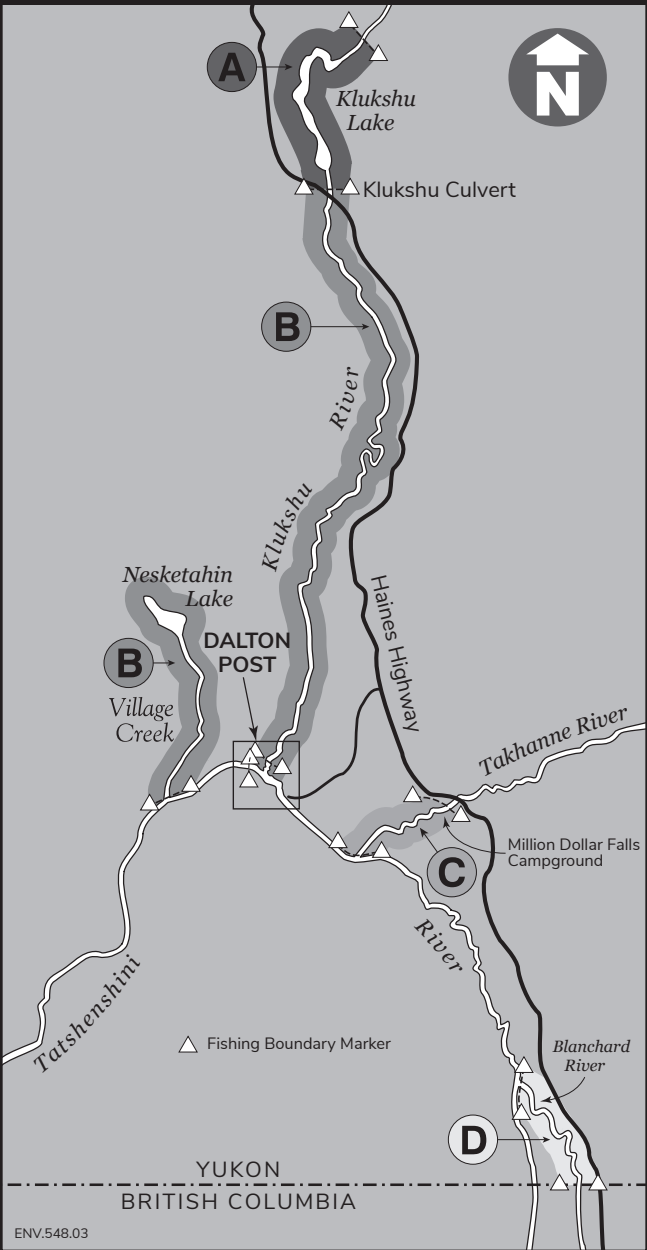 A
N
Klukshu
Lake
Klukshu Culvert
B
River
Klukshu
Nesketahin
Lake
DALTON
POST
Haines Highway
B
Village
Creek
Takhanne River
Million Dollar Falls
Campground
C
River
Tatshenshini
Fishing Boundary Marker
Blanchard
River
D
YUKON
BRITISH COLUMBIA
ENV.548.03